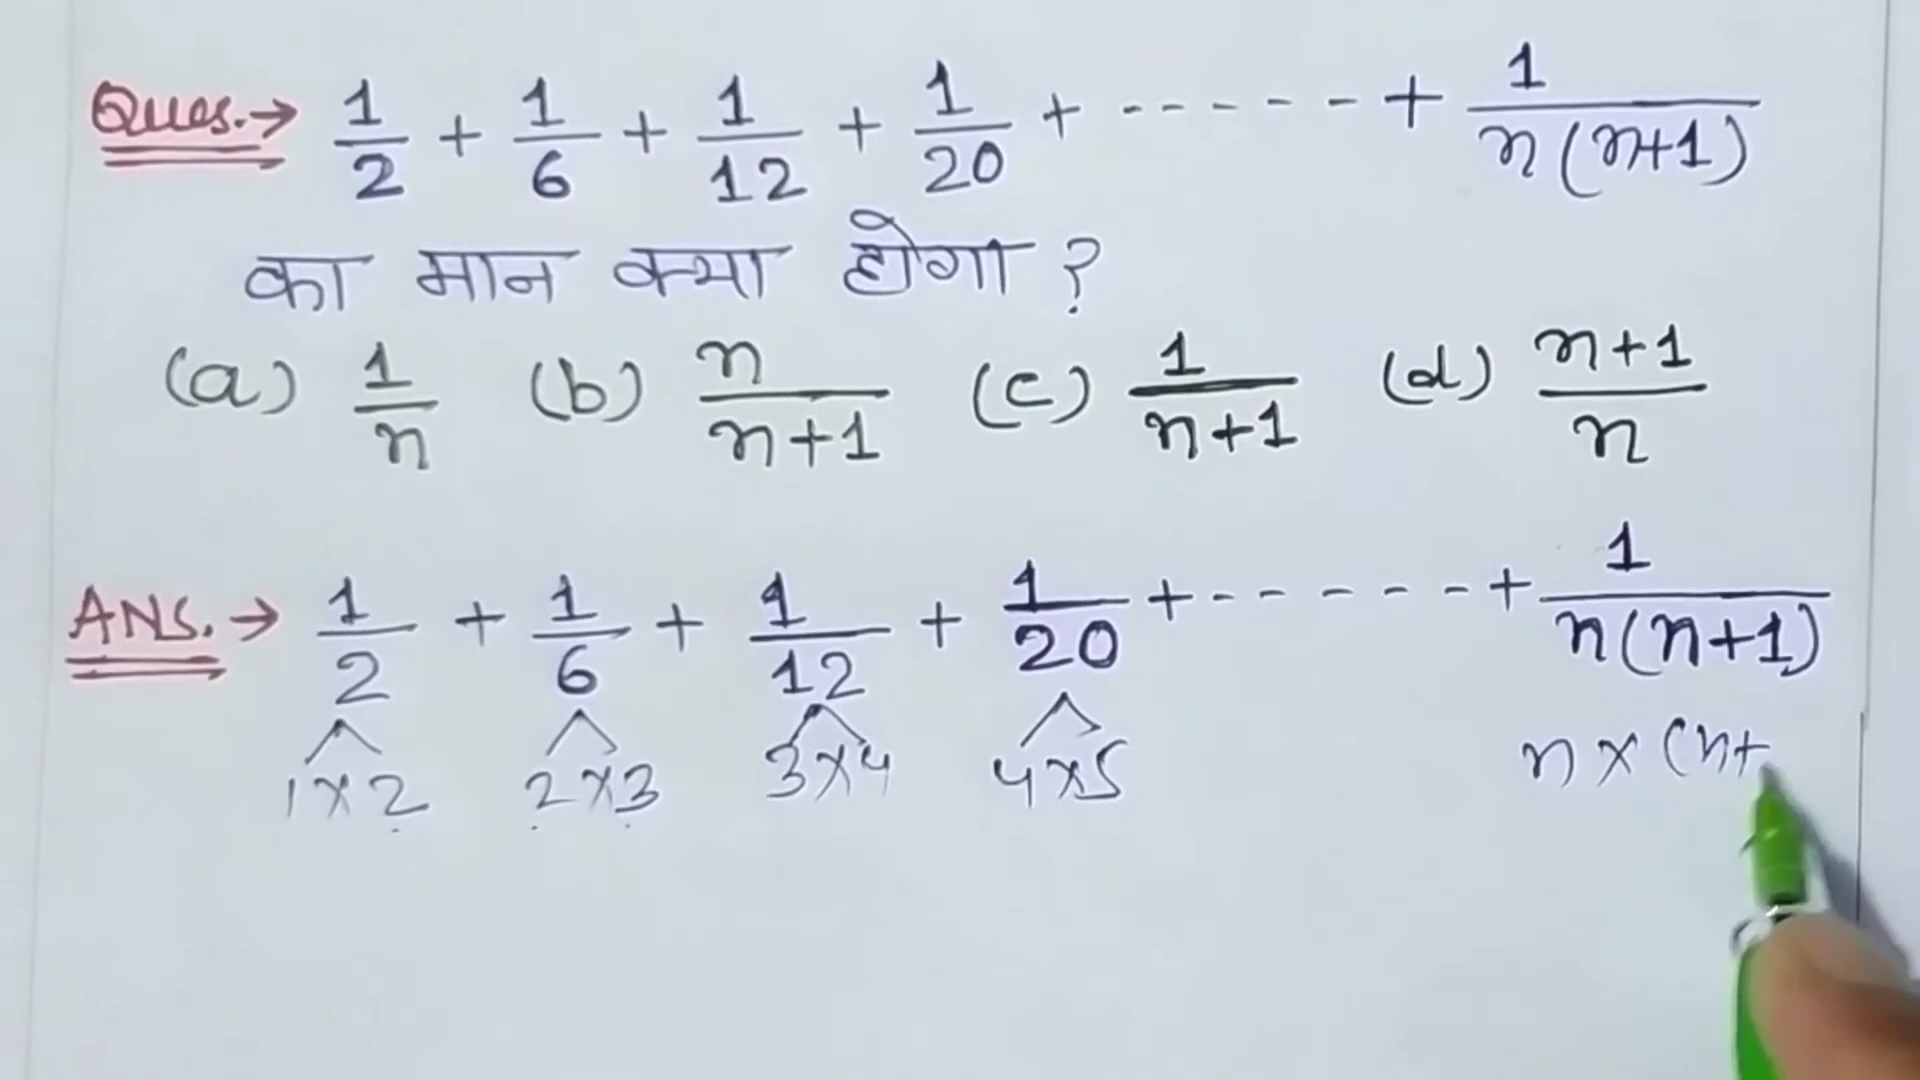 Ques.→ 1/2 + 1/6 + 1/12 + 1/20 + ------ + 1/n(n+1)
का मान क्या होगा ?
(a) 1/n (b) n/n+1 (c) 1/n+1 (d) n+1/n
ANS.→ 1/2 + 1/6 + 1/12 + 1/20 + ------ + 1/n(n+1)
1×2 2×3 3×4 4×5 n×(n+